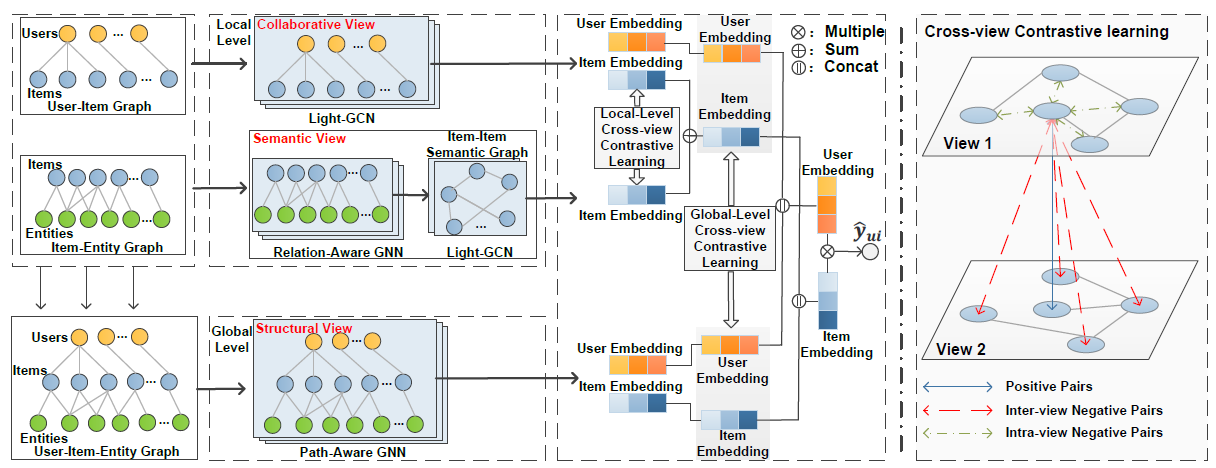 Users
...
Items
...
User-Item Graph
Items
...
Entities
...
Item-Entity Graph
Users
...
Items
...
Entities
...
User-Item-Entity Graph
Local
Level
Collaborative View
...
...
Light-GCN
Semantic View
...
...
Relation-Aware GNN
Item-Item
Semantic Graph
...
Light-GCN
Global
Level
Structural View
...
...
...
Path-Aware GNN
User Embedding
Item Embedding
Local-Level
Cross-view
Contrastive
Learning
Item Embedding
User
Embedding
Item
Embedding
Global-Level
Cross-view
Contrastive
Learning
User Embedding
Item Embedding
User
Embedding
Item
Embedding
⊗: Multiple
⊕: Sum
: Concat
User
Embedding
ŷui
Item
Embedding
Cross-view Contrastive learning
View 1
View 2
Positive Pairs
Inter-view Negative Pairs
Intra-view Negative Pairs